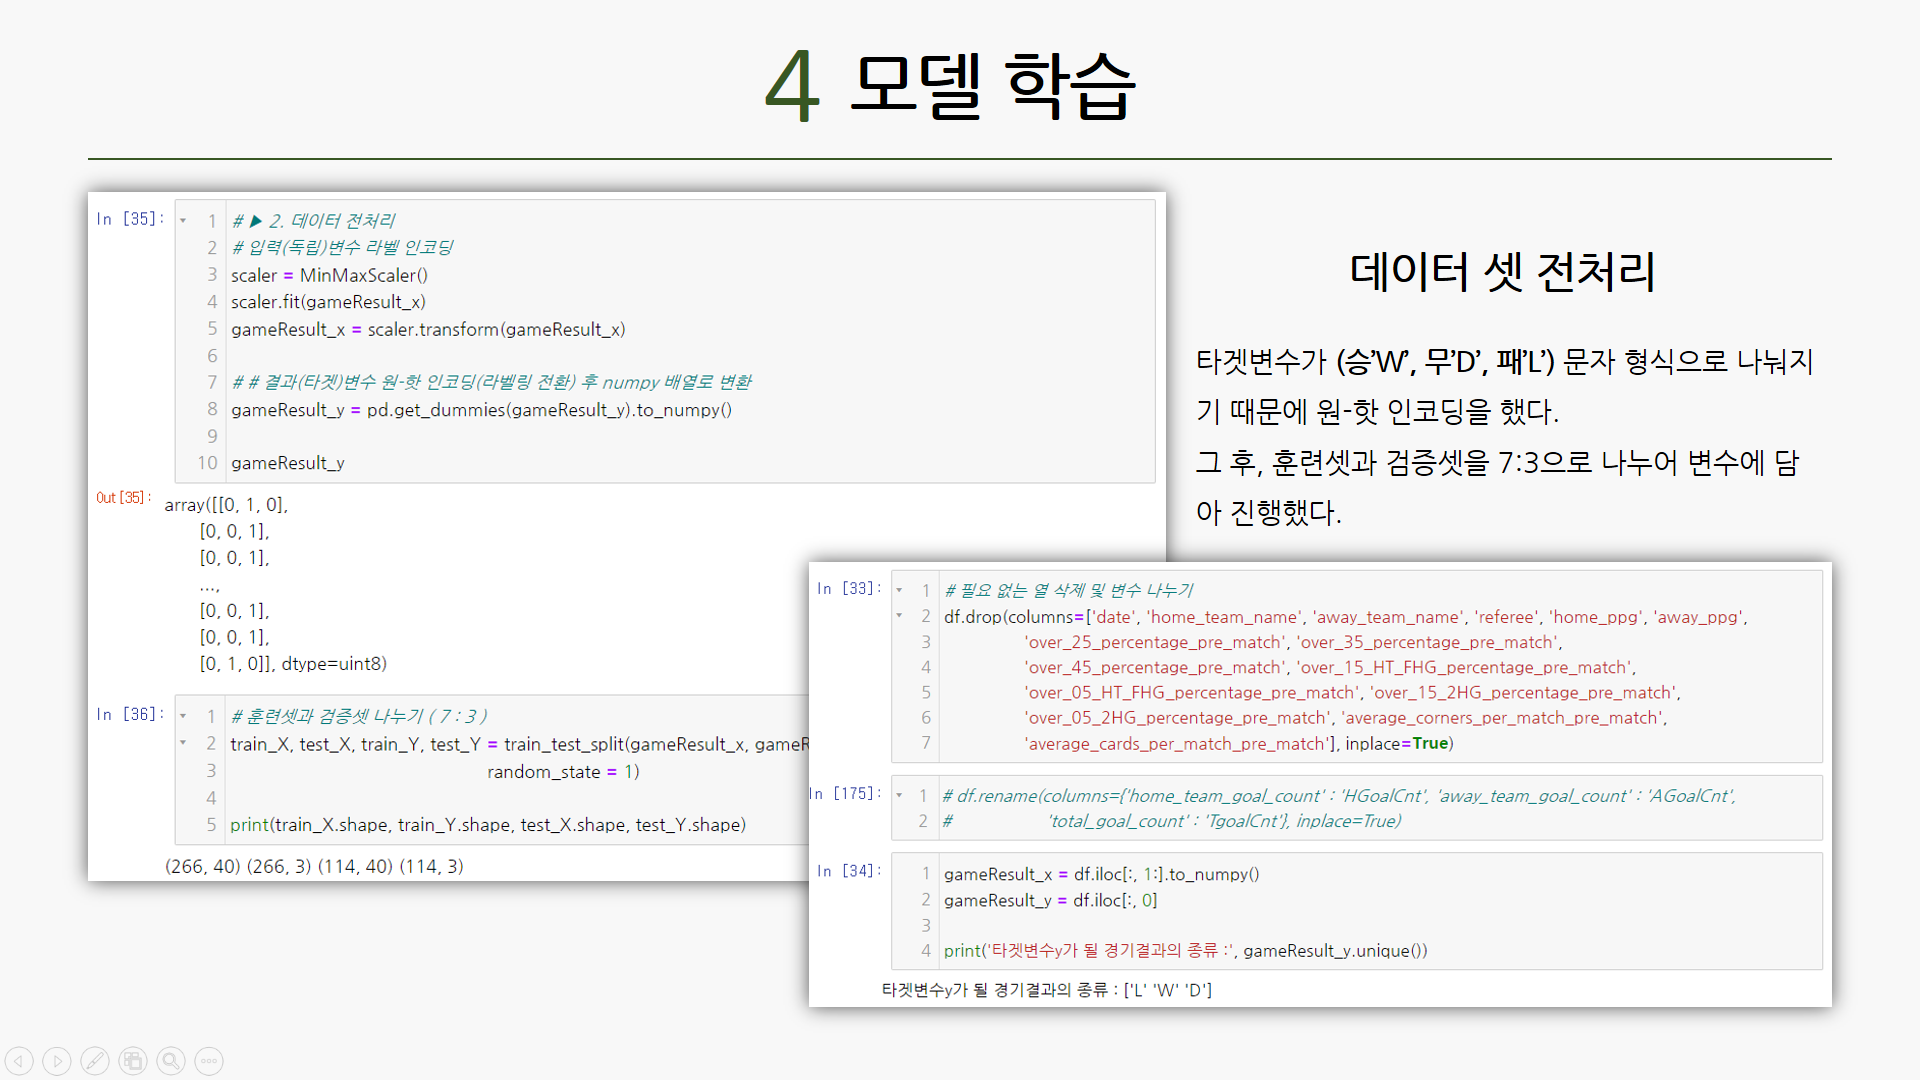 4 모델 학습
In [35]:
1 # ▶ 2. 데이터 전처리
2 # 입력(독립)변수 라벨 인코딩
3 scaler = MinMaxScaler()
4 scaler.fit(gameResult_x)
5 gameResult_x = scaler.transform(gameResult_x)
6
7 # # 결과(타겟)변수 원-핫 인코딩(라벨링 전환) 후 numpy 배열로 변환
8 gameResult_y = pd.get_dummies(gameResult_y).to_numpy()
9
10 gameResult_y
Out[35]: array([[0, 1, 0],
[0, 0, 1],
[0, 0, 1],
...,
[0, 0, 1],
[0, 0, 1],
[0, 1, 0]], dtype=uint8)
In [36]:
1 # 훈련셋과 검증셋 나누기 ( 7 : 3 )
2 train_X, test_X, train_Y, test_Y = train_test_split(gameResult_x, gameR
3 random_state = 1)
4
5 print(train_X.shape, train_Y.shape, test_X.shape, test_Y.shape)
(266, 40) (266, 3) (114, 40) (114, 3)
데이터 셋 전처리
타겟변수가 (승’W’, 무’D’, 패’L’) 문자 형식으로 나눠지
기 때문에 원-핫 인코딩을 했다.
그 후, 훈련셋과 검증셋을 7:3으로 나누어 변수에 담
아 진행했다.
In [33]:
1 # 필요 없는 열 삭제 및 변수 나누기
2 df.drop(columns=['date', 'home_team_name', 'away_team_name', 'referee', 'home_ppg', 'away_ppg',
3 'over_25_percentage_pre_match', 'over_35_percentage_pre_match',
4 'over_45_percentage_pre_match', 'over_15_HT_FHG_percentage_pre_match',
5 'over_05_HT_FHG_percentage_pre_match', 'over_15_2HG_percentage_pre_match',
6 'over_05_2HG_percentage_pre_match', 'average_corners_per_match_pre_match',
7 'average_cards_per_match_pre_match'], inplace=True)
In [175]:
1 # df.rename(columns={'home_team_goal_count' : 'HGoalCnt', 'away_team_goal_count' : 'AGoalCnt',
2 # 'total_goal_count' : 'TgoalCnt'}, inplace=True)
In [34]:
1 gameResult_x = df.iloc[:, 1:].to_numpy()
2 gameResult_y = df.iloc[:, 0]
3
4 print('타겟변수y가 될 경기결과의 종류 :', gameResult_y.unique())
타겟변수y가 될 경기결과의 종류 : ['L' 'W' 'D']